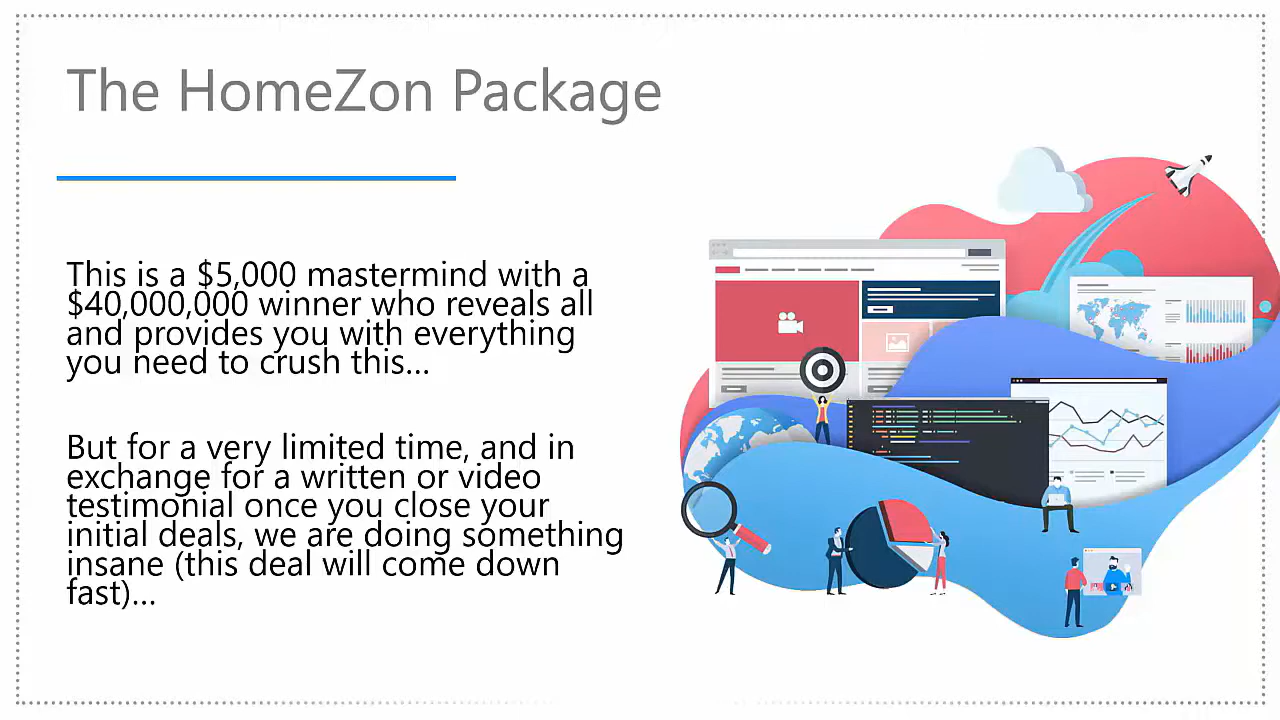 The HomeZon Package
This is a $5,000 mastermind with a
$40,000,000 winner who reveals all
and provides you with everything
you need to crush this...
But for a very limited time, and in
exchange for a written or video
testimonial once you close your
initial deals, we are doing something
insane (this deal will come down
fast)...